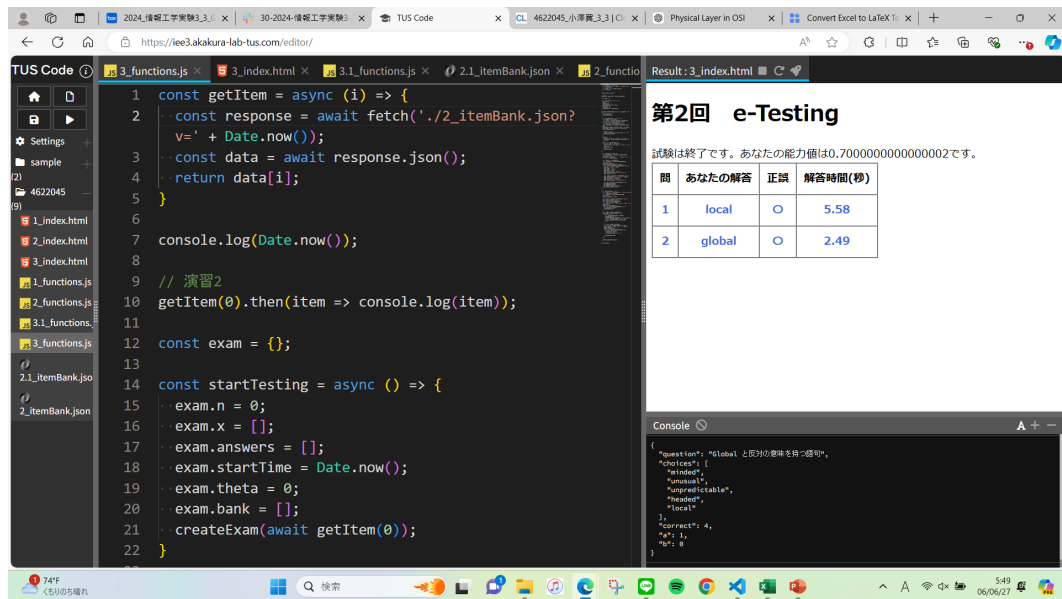 2024_情報工学実験3_3_
30-2024-情報工学実験3-
TUS Code
4622045_小澤翼_3_3 | Cl
Physical Layer in OSI
Convert Excel to LaTeX Ta
https://iee3.akakura-lab-tus.com/editor/
TUS Code
3_functions.js
3_index.html
3.1_functions.js
2.1_itemBank.json
2_functio
Result : 3_index.html
Settings
sample
(2)
4622045
(9)
1_index.html
2_index.html
3_index.html
1_functions.js
2_functions.js
3.1_functions.
3_functions.js
2.1_itemBank.jso
2_itemBank.json
1 const getItem = async (i) => {
2 const response = await fetch('./2_itemBank.json?
v=' + Date.now());
3 const data = await response.json();
4 return data[i];
5 }
6
7 console.log(Date.now());
8
9 // 演習2
10 getItem(0).then(item => console.log(item));
11
12 const exam = {};
13
14 const startTesting = async () => {
15 exam.n = 0;
16 exam.x = [];
17 exam.answers = [];
18 exam.startTime = Date.now();
19 exam.theta = 0;
20 exam.bank = [];
21 createExam(await getItem(0));
22 }
第2回 e-Testing
試験は終了です。あなたの能力値は0.7000000000000002です。
問 あなたの解答 正誤 解答時間(秒)
1 local O 5.58
2 global O 2.49
Console
A + −
{
"question": "Global と反対の意味を持つ語句",
"choices": [
"minded",
"unusual",
"unpredictable",
"headed",
"local"
],
"correct": 4,
"a": 1,
"b": 0
}
74°F
くもりのち晴れ
検索
A
5:49
06/06/27